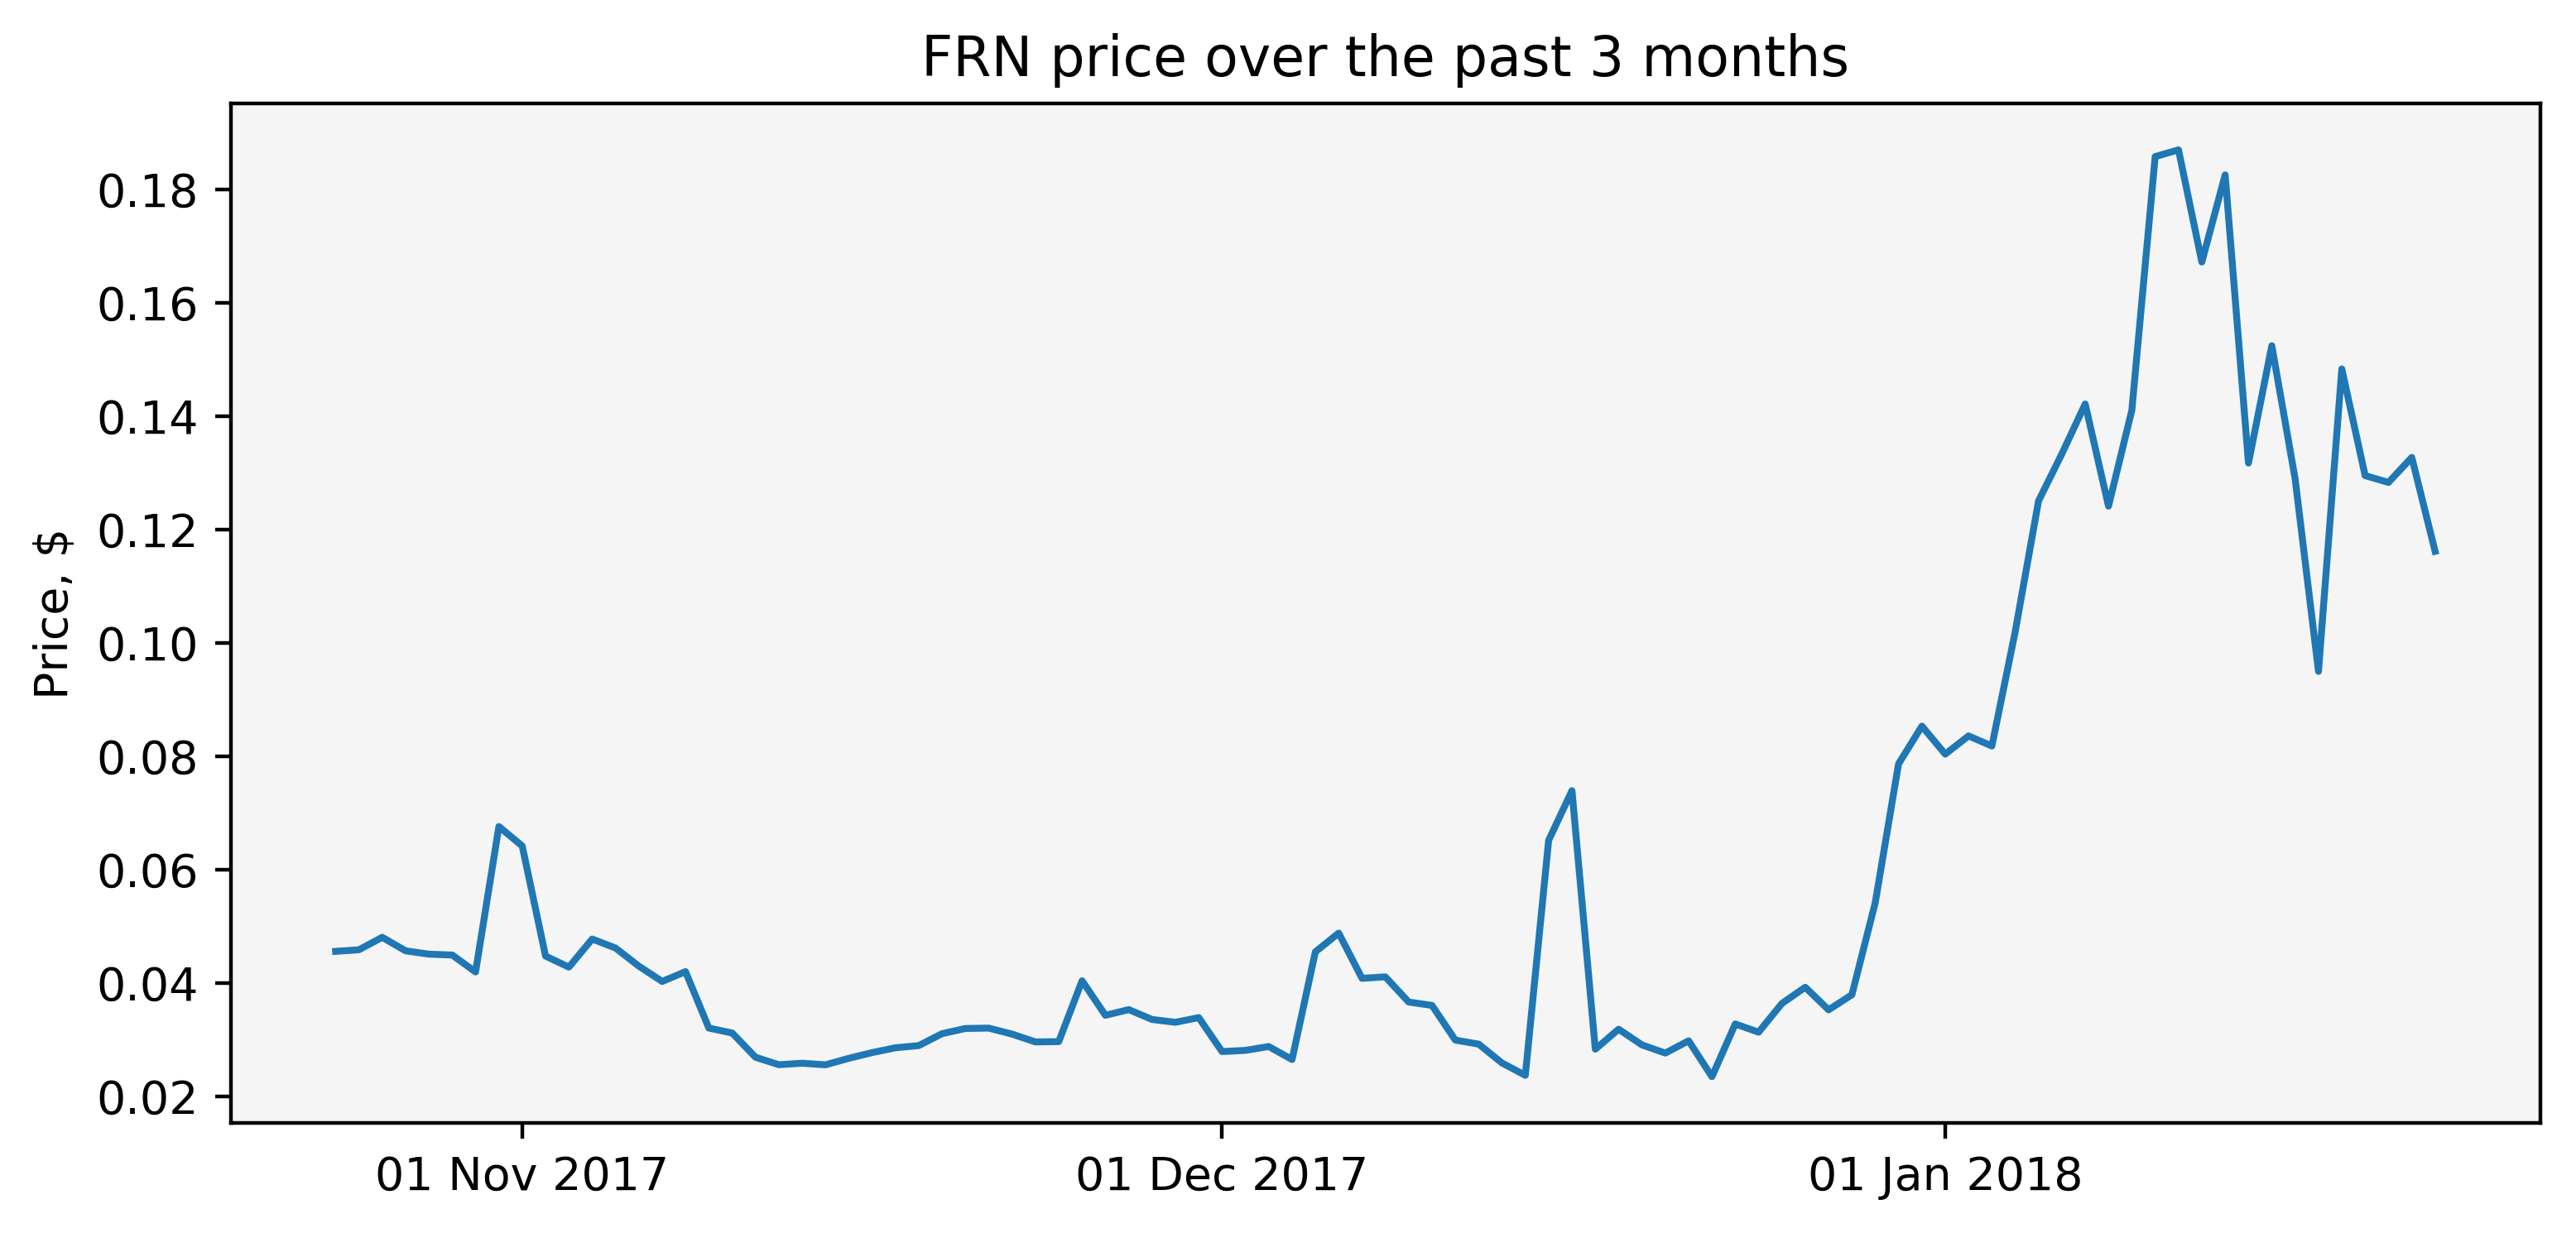 FRN price over the past 3 months
Price, $
0.18
0.16
0.14
0.12
0.10
0.08
0.06
0.04
0.02
01 Nov 2017
01 Dec 2017
01 Jan 2018